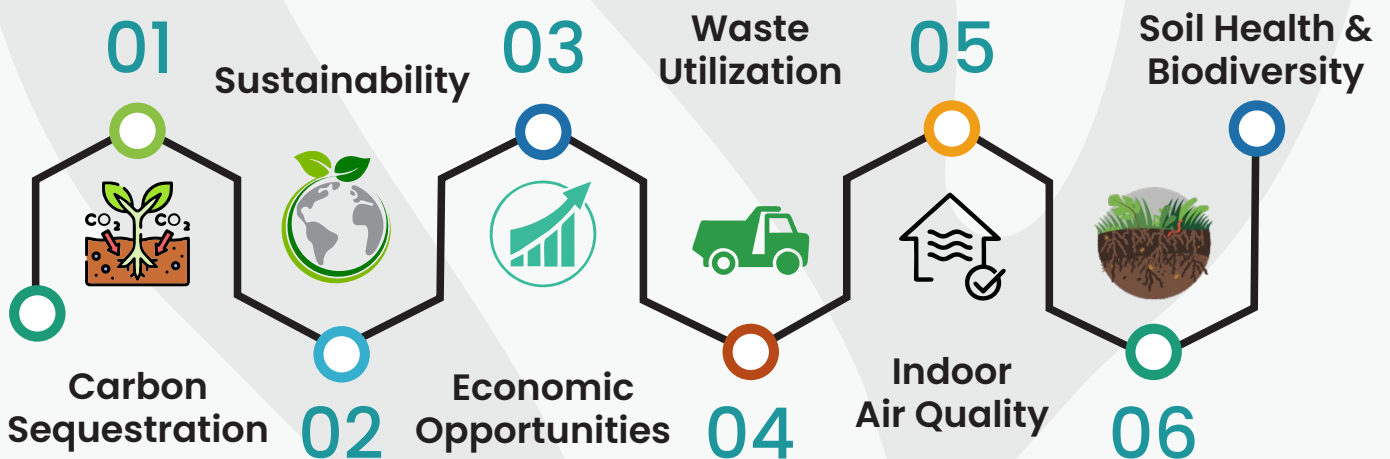 01
Carbon
Sequestration
CO2 CO2
Sustainability
02
03
Economic
Opportunities
Waste
Utilization
04
05
Indoor
Air Quality
Soil Health &
Biodiversity
06